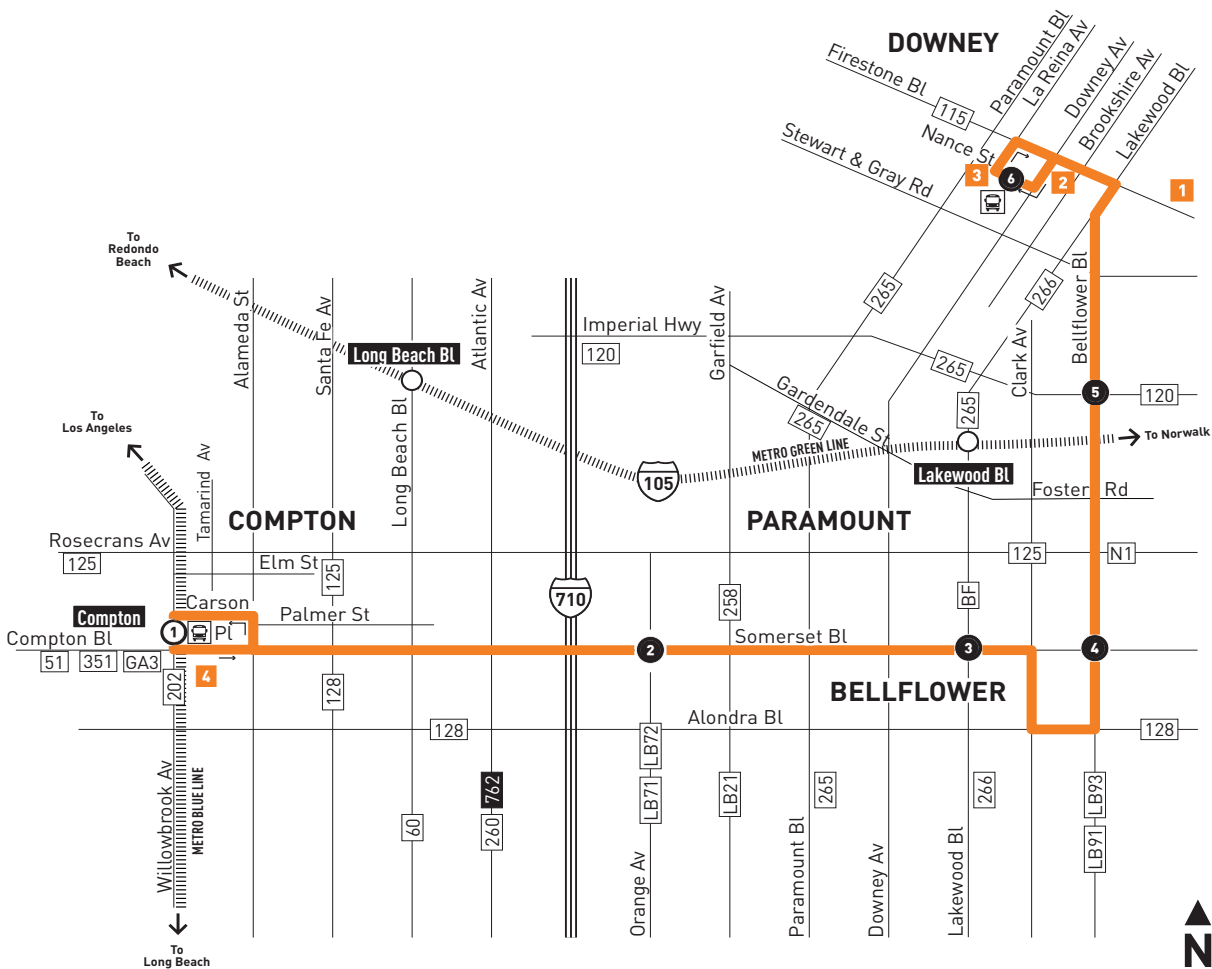 DOWNEY
Paramount Bl
La Reina Av
Downey Av
Brookshire Av
Lakewood Bl
Firestone Bl
115
Nance St
Stewart & Gray Rd
3
6
2
1
To
Redondo
Beach
Alameda St
Santa Fe Av
Long Beach Bl
Atlantic Av
Garfield Av
265
266
Bellflower Bl
Clark Av
Imperial Hwy
120
265
5
120
Long Beach Bl
Gardendale St
265
265
To
Los Angeles
METRO GREEN LINE
To Norwalk
Lakewood Bl
105
Foster Rd
Tamarind Av
COMPTON
PARAMOUNT
Rosecrans Av
125
Elm St
125
125
N1
710
258
BF
Compton
Carson
Pl
Palmer St
1
Compton Bl
51
351
GA3
4
202
2
Somerset Bl
3
4
BELLFLOWER
128
Alondra Bl
128
128
LB72
LB71
LB21
762
260
60
265
266
LB93
LB91
Willowbrook Av
METRO BLUE LINE
Orange Av
Paramount Bl
Downey Av
Lakewood Bl
To
Long Beach
N